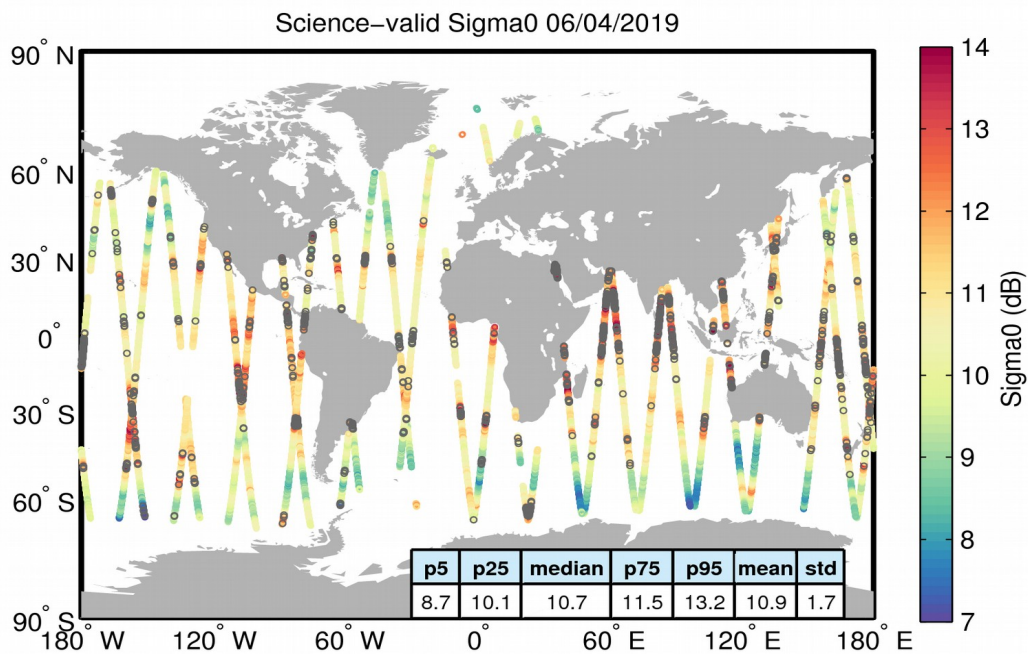 Science−valid Sigma0 06/04/2019
90° N
60° N
30° N
0°
30° S
60° S
90° S
180° W
120° W
60° W
0°
60° E
120° E
180° E
14
13
12
11
10
9
8
7
Sigma0 (dB)
p5 p25 median p75 p95 mean std
8.7 10.1 10.7 11.5 13.2 10.9 1.7